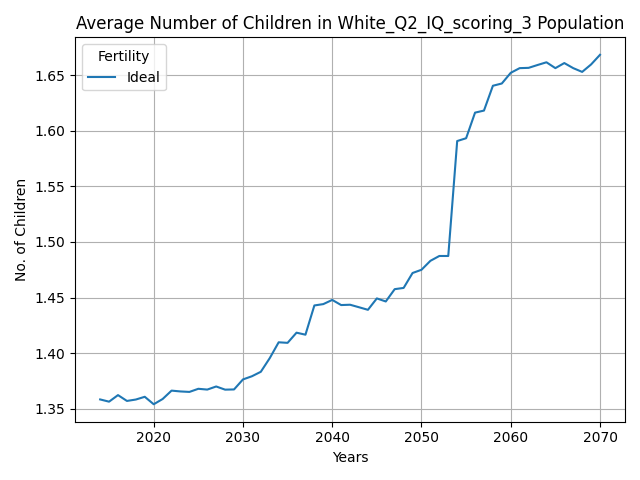 Average Number of Children in White_Q2_IQ_scoring_3 Population
Fertility
Ideal
No. of Children
1.65
1.60
1.55
1.50
1.45
1.40
1.35
2020 2030 2040 2050 2060 2070
Years